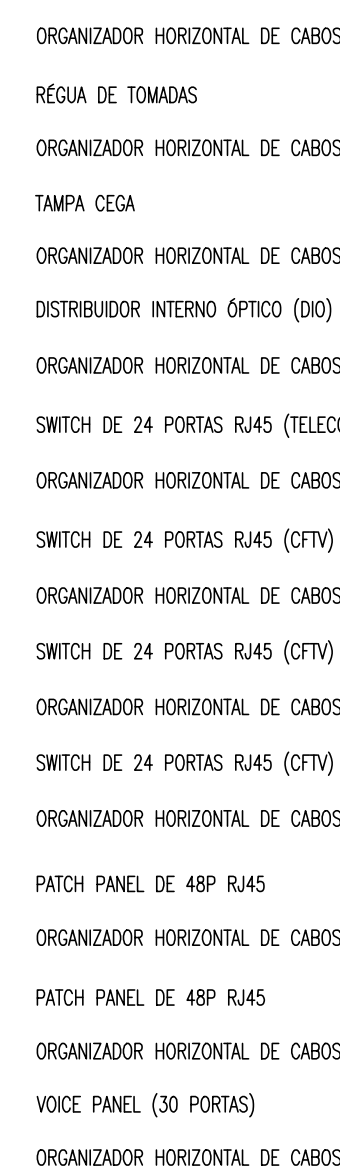 ORGANIZADOR HORIZONTAL DE CABOS
RÉGUA DE TOMADAS
ORGANIZADOR HORIZONTAL DE CABOS
TAMPA CEGA
ORGANIZADOR HORIZONTAL DE CABOS
DISTRIBUIDOR INTERNO ÓPTICO (DIO)
ORGANIZADOR HORIZONTAL DE CABOS
SWITCH DE 24 PORTAS RJ45 (TELECO
ORGANIZADOR HORIZONTAL DE CABOS
SWITCH DE 24 PORTAS RJ45 (CFTV)
ORGANIZADOR HORIZONTAL DE CABOS
SWITCH DE 24 PORTAS RJ45 (CFTV)
ORGANIZADOR HORIZONTAL DE CABOS
SWITCH DE 24 PORTAS RJ45 (CFTV)
ORGANIZADOR HORIZONTAL DE CABOS
PATCH PANEL DE 48P RJ45
ORGANIZADOR HORIZONTAL DE CABOS
PATCH PANEL DE 48P RJ45
ORGANIZADOR HORIZONTAL DE CABOS
VOICE PANEL (30 PORTAS)
ORGANIZADOR HORIZONTAL DE CABOS